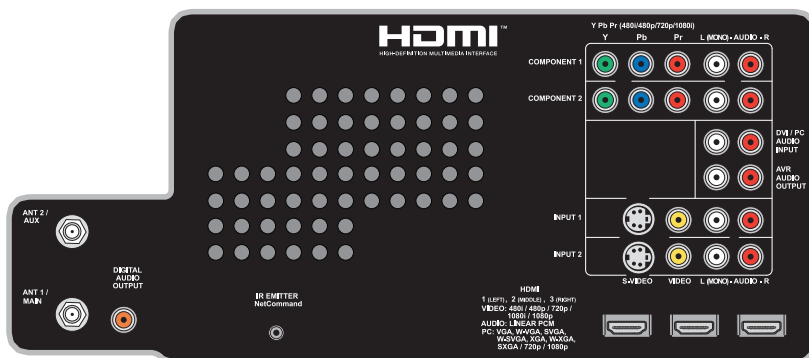 HDMI™
HIGH-DEFINITION MULTIMEDIA INTERFACE
Y Pb Pr (480i/480p/720p/1080i)
Y Pb Pr L (MONO) • AUDIO • R
COMPONENT 1
COMPONENT 2
DVI / PC
AUDIO
INPUT
AVR
AUDIO
OUTPUT
INPUT 1
INPUT 2
S-VIDEO VIDEO L (MONO) • AUDIO • R
ANT 2 /
AUX
ANT 1 /
MAIN
DIGITAL
AUDIO
OUTPUT
IR EMITTER
NetCommand
HDMI
1 (LEFT) , 2 (MIDDLE) , 3 (RIGHT)
VIDEO: 480i / 480p / 720p /
1080i / 1080p
AUDIO: LINEAR PCM
PC: VGA, W-VGA, SVGA,
W-SVGA, XGA, W-XGA,
SXGA / 720p / 1080p